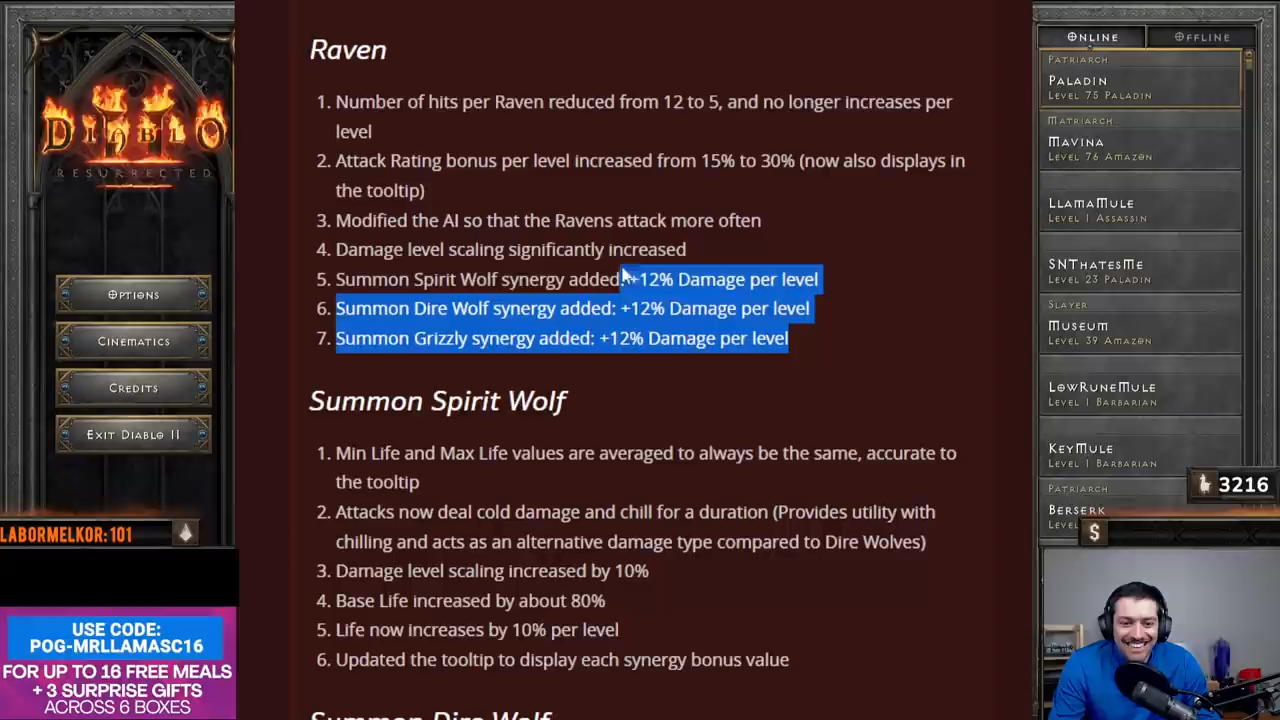 Raven
1. Number of hits per Raven reduced from 12 to 5, and no longer increases per
level
2. Attack Rating bonus per level increased from 15% to 30% (now also displays in
the tooltip)
3. Modified the AI so that the Ravens attack more often
4. Damage level scaling significantly increased
5. Summon Spirit Wolf synergy added: +12% Damage per level
6. Summon Dire Wolf synergy added: +12% Damage per level
7. Summon Grizzly synergy added: +12% Damage per level
Summon Spirit Wolf
1. Min Life and Max Life values are averaged to always be the same, accurate to
the tooltip
2. Attacks now deal cold damage and chill for a duration (Provides utility with
chilling and acts as an alternative damage type compared to Dire Wolves)
3. Damage level scaling increased by 10%
4. Base Life increased by about 80%
5. Life now increases by 10% per level
6. Updated the tooltip to display each synergy bonus value
Summon Dire Wolf
DIABLO
II
RESURRECTED
Options
Cinematics
Credits
Exit Diablo II
LABORMELKOR: 101
USE CODE:
POG-MRLLAMASC16
FOR UP TO 16 FREE MEALS
+ 3 SURPRISE GIFTS
ACROSS 6 BOXES
Online
Offline
Patriarch
Paladin
Level 75 Paladin
Matriarch
Mavina
Level 76 Amazon
LlamaMule
Level 1 Assassin
SNThatesMe
Level 23 Paladin
Slayer
Museum
Level 39 Amazon
LowRuneMule
Level 1 Barbarian
KeyMule
Level 1 Barbarian
Patriarch
Berserk
Level
3216
$